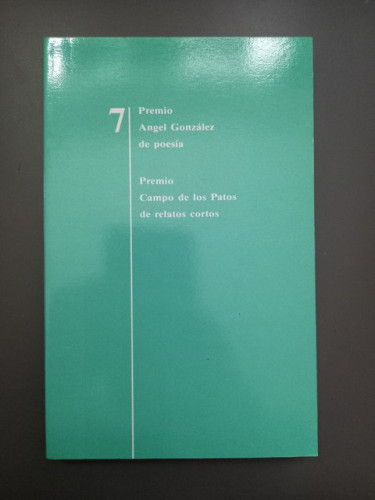 7
Premio
Angel González
de poesía
Premio
Campo de los Patos
de relatos cortos